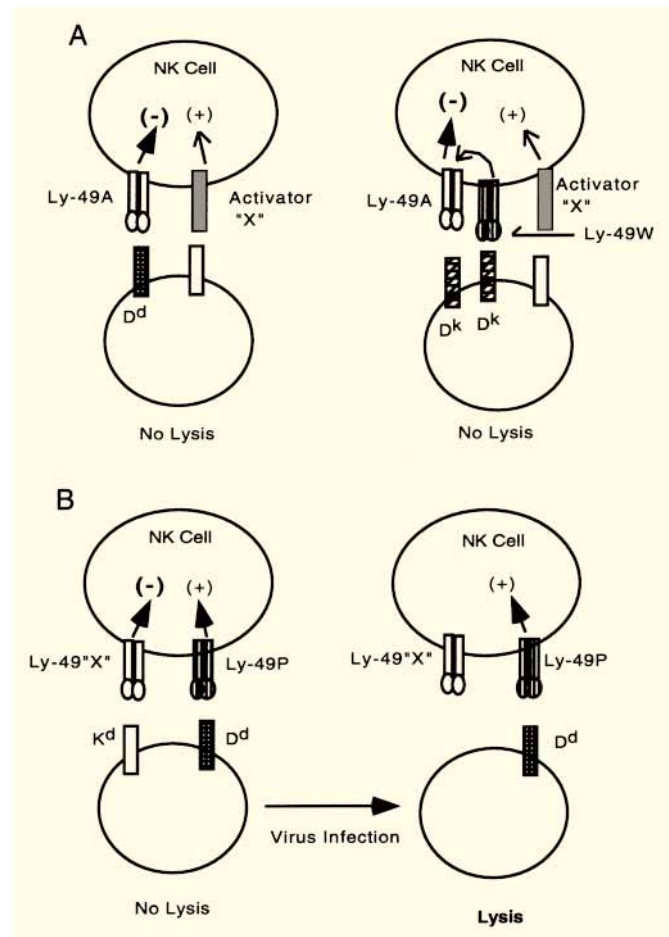 A
NK Cell
(-) (+)
Ly-49A
Activator
"X"
Dd
No Lysis
NK Cell
(-)
(+)
Ly-49A
Activator
"X"
Ly-49W
Dk Dk
No Lysis
B
NK Cell
(-) (+)
Ly-49"X"
Ly-49P
Kd
Dd
No Lysis
Virus Infection
NK Cell
(+)
Ly-49"X"
Ly-49P
Dd
Lysis